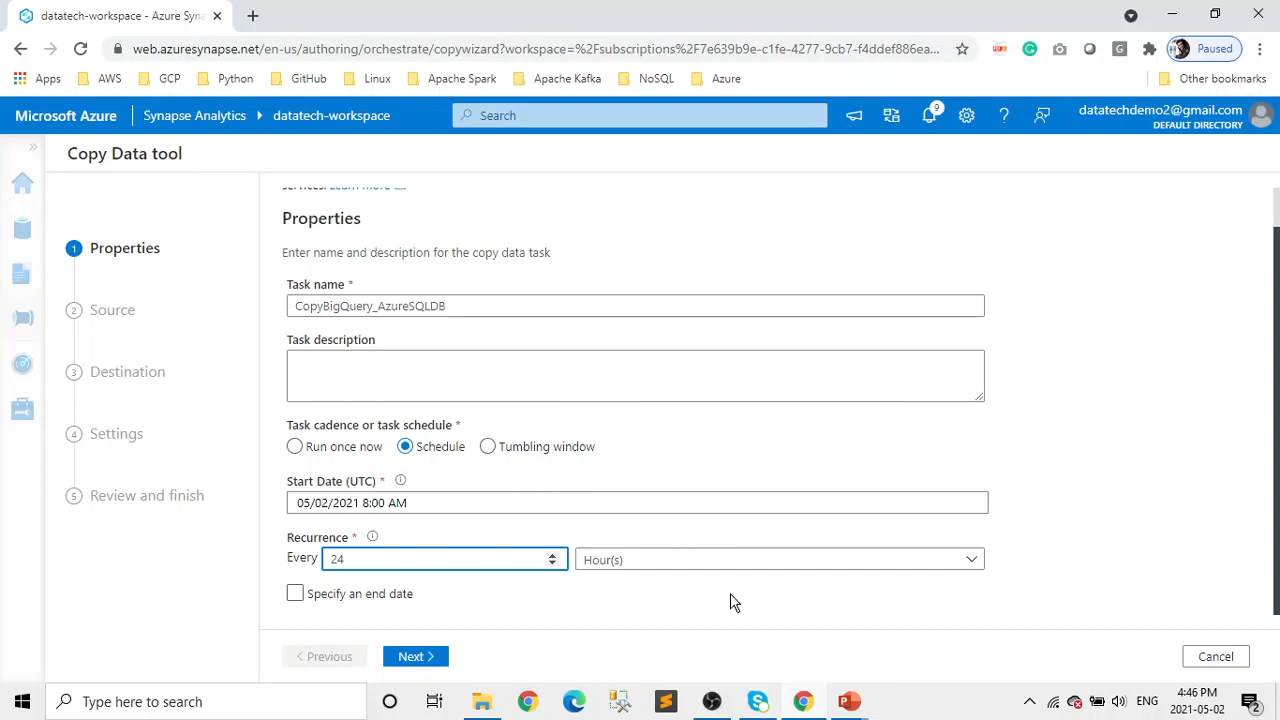 datatech-workspace - Azure Syna
web.azuresynapse.net/en-us/authoring/orchestrate/copywizard?workspace=%2Fsubscriptions%2F7e639b9e-c1fe-4277-9cb7-f4ddef886ea...
Paused
Apps AWS GCP Python GitHub Linux Apache Spark Apache Kafka NoSQL Azure Other bookmarks
Microsoft Azure Synapse Analytics datatech-workspace Search 9 datatechdemo2@gmail.com
DEFAULT DIRECTORY
Copy Data tool
services. Learn more
Properties
1 Properties
Enter name and description for the copy data task
Task name *
2 Source
CopyBigQuery_AzureSQLDB
Task description
3 Destination
Task cadence or task schedule *
4 Settings
Run once now Schedule Tumbling window
Start Date (UTC) *
5 Review and finish
05/02/2021 8:00 AM
Recurrence *
Every 24 Hour(s)
Specify an end date
< Previous Next > Cancel
Type here to search
ENG
4:46 PM
2021-05-02
2